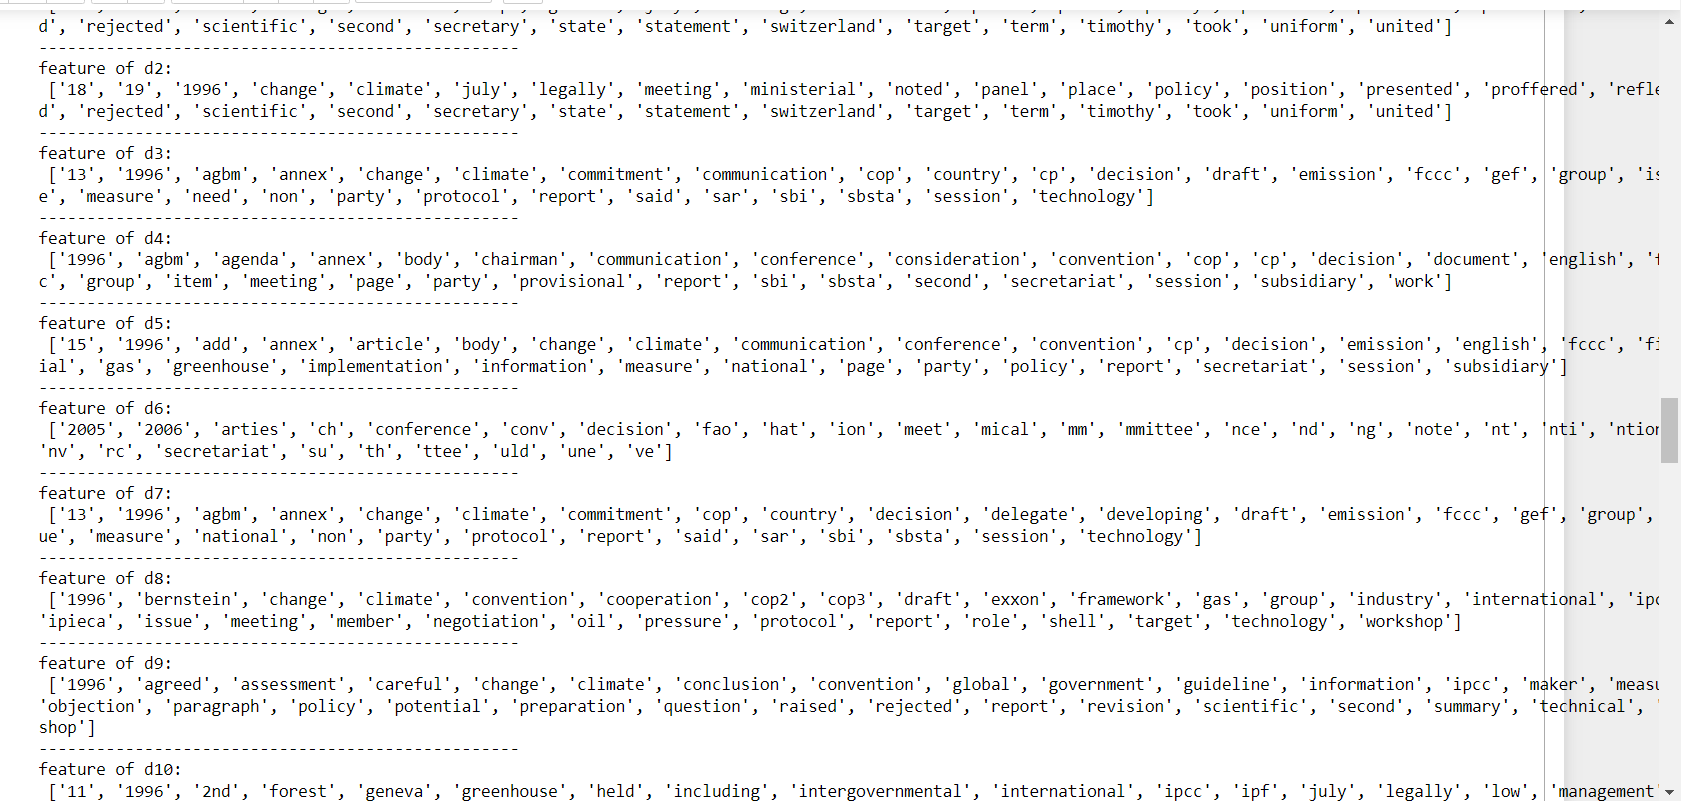 d', 'rejected', 'scientific', 'second', 'secretary', 'state', 'statement', 'switzerland', 'target', 'term', 'timothy', 'took', 'uniform', 'united']
--------------------------------------------------
feature of d2:
['18', '19', '1996', 'change', 'climate', 'july', 'legally', 'meeting', 'ministerial', 'noted', 'panel', 'place', 'policy', 'position', 'presented', 'proffered', 'refle
d', 'rejected', 'scientific', 'second', 'secretary', 'state', 'statement', 'switzerland', 'target', 'term', 'timothy', 'took', 'uniform', 'united']
--------------------------------------------------
feature of d3:
['13', '1996', 'agbm', 'annex', 'change', 'climate', 'commitment', 'communication', 'cop', 'country', 'cp', 'decision', 'draft', 'emission', 'fccc', 'gef', 'group', 'is
e', 'measure', 'need', 'non', 'party', 'protocol', 'report', 'said', 'sar', 'sbi', 'sbsta', 'session', 'technology']
--------------------------------------------------
feature of d4:
['1996', 'agbm', 'agenda', 'annex', 'body', 'chairman', 'communication', 'conference', 'consideration', 'convention', 'cop', 'cp', 'decision', 'document', 'english', 'f
c', 'group', 'item', 'meeting', 'page', 'party', 'provisional', 'report', 'sbi', 'sbsta', 'second', 'secretariat', 'session', 'subsidiary', 'work']
--------------------------------------------------
feature of d5:
['15', '1996', 'add', 'annex', 'article', 'body', 'change', 'climate', 'communication', 'conference', 'convention', 'cp', 'decision', 'emission', 'english', 'fccc', 'fi
ial', 'gas', 'greenhouse', 'implementation', 'information', 'measure', 'national', 'page', 'party', 'policy', 'report', 'secretariat', 'session', 'subsidiary']
--------------------------------------------------
feature of d6:
['2005', '2006', 'arties', 'ch', 'conference', 'conv', 'decision', 'fao', 'hat', 'ion', 'meet', 'mical', 'mm', 'mmittee', 'nce', 'nd', 'ng', 'note', 'nt', 'nti', 'ntion
'nv', 'rc', 'secretariat', 'su', 'th', 'ttee', 'uld', 'une', 've']
--------------------------------------------------
feature of d7:
['13', '1996', 'agbm', 'annex', 'change', 'climate', 'commitment', 'cop', 'country', 'decision', 'delegate', 'developing', 'draft', 'emission', 'fccc', 'gef', 'group',
ue', 'measure', 'national', 'non', 'party', 'protocol', 'report', 'said', 'sar', 'sbi', 'sbsta', 'session', 'technology']
--------------------------------------------------
feature of d8:
['1996', 'bernstein', 'change', 'climate', 'convention', 'cooperation', 'cop2', 'cop3', 'draft', 'exxon', 'framework', 'gas', 'group', 'industry', 'international', 'ipc
'ipieca', 'issue', 'meeting', 'member', 'negotiation', 'oil', 'pressure', 'protocol', 'report', 'role', 'shell', 'target', 'technology', 'workshop']
--------------------------------------------------
feature of d9:
['1996', 'agreed', 'assessment', 'careful', 'change', 'climate', 'conclusion', 'convention', 'global', 'government', 'guideline', 'information', 'ipcc', 'maker', 'measu
'objection', 'paragraph', 'policy', 'potential', 'preparation', 'question', 'raised', 'rejected', 'report', 'revision', 'scientific', 'second', 'summary', 'technical', '
shop']
--------------------------------------------------
feature of d10:
['11', '1996', '2nd', 'forest', 'geneva', 'greenhouse', 'held', 'including', 'intergovernmental', 'international', 'ipcc', 'ipf', 'july', 'legally', 'low', 'management'